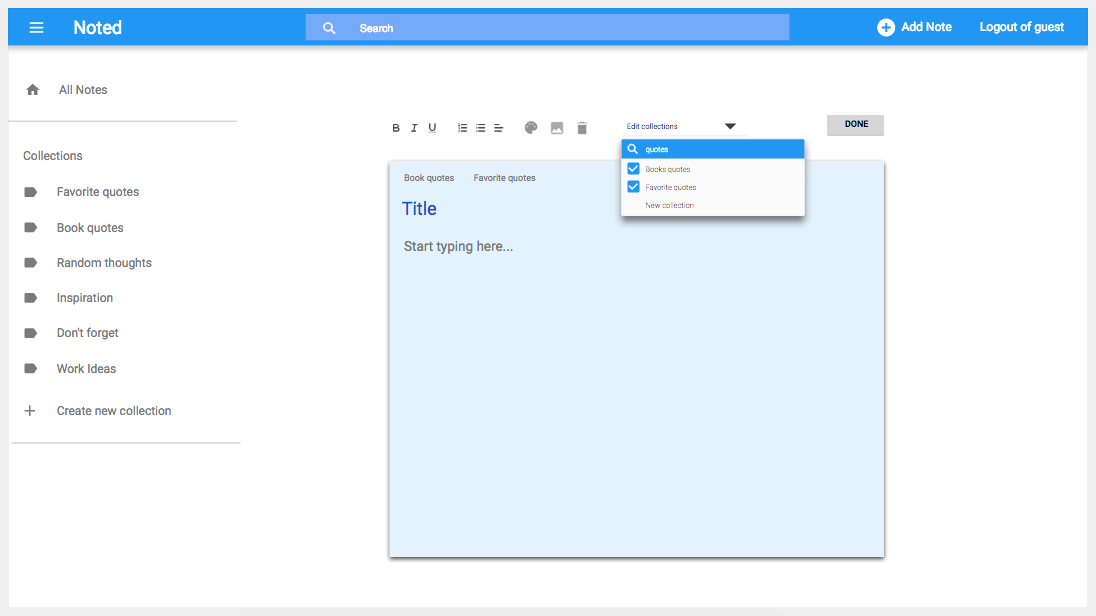 Noted
Search
Add Note
Logout of guest
All Notes
Collections
Favorite quotes
Book quotes
Random thoughts
Inspiration
Don't forget
Work Ideas
Create new collection
B I U
Edit collections
DONE
quotes
Books quotes
Favorite quotes
New collection
Book quotes Favorite quotes
Title
Start typing here...